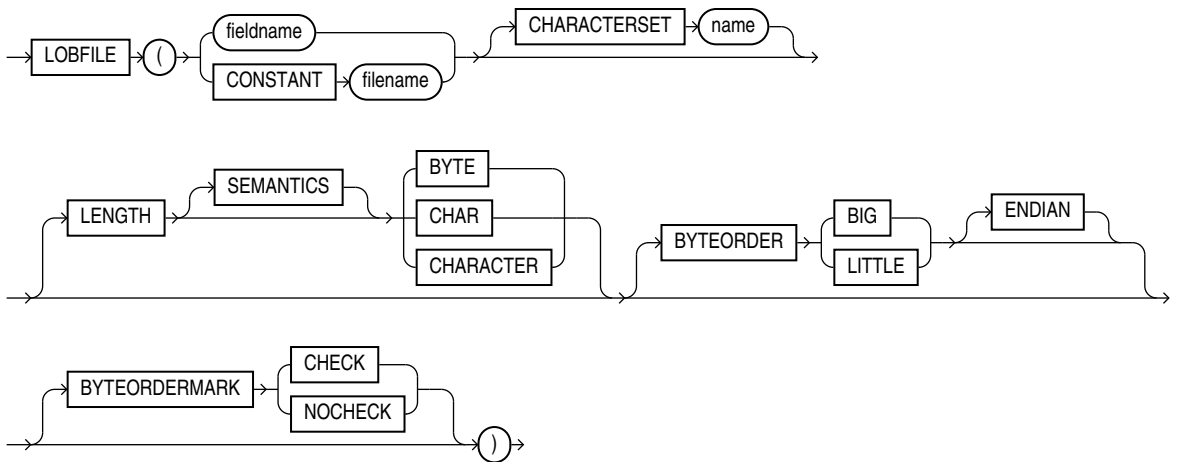 fieldname CHARACTERSET name
LOBFILE (
CONSTANT filename
BYTE
SEMANTICS
LENGTH CHAR BIG ENDIAN
BYTEORDER
CHARACTER LITTLE
CHECK
BYTEORDERMARK
NOCHECK
)